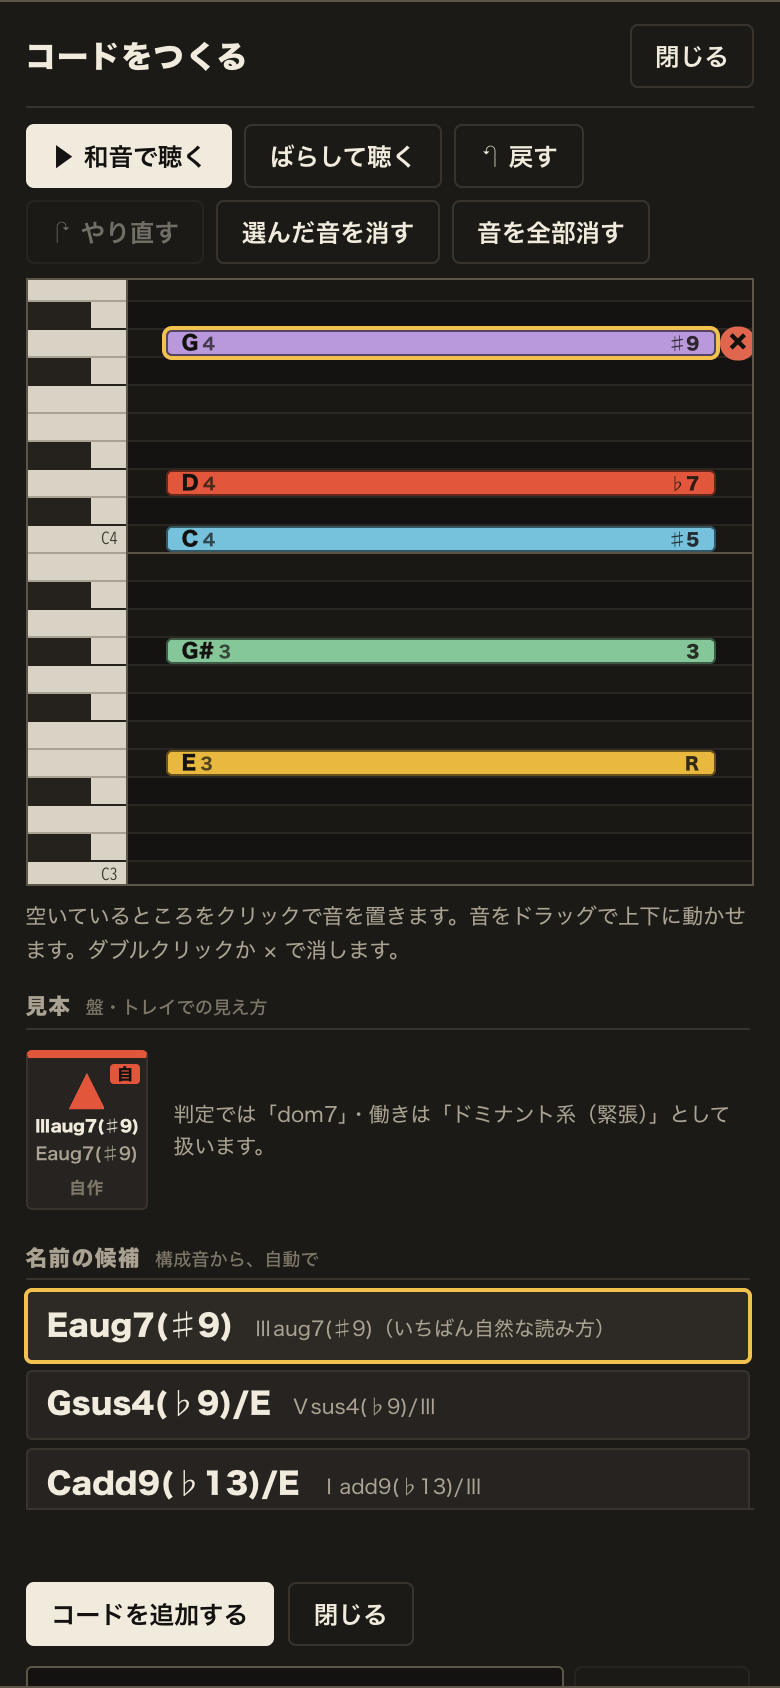 コードをつくる
閉じる
▶ 和音で聴く
ばらして聴く
戻す
やり直す
選んだ音を消す
音を全部消す
G4 ♯9
D4 ♭7
C4
C4 ♯5
G#3 3
E3 R
C3
空いているところをクリックで音を置きます。音をドラッグで上下に動かせ
ます。ダブルクリックか × で消します。
見本 盤・トレイでの見え方
自
Ⅲaug7(♯9)
Eaug7(♯9)
自作
判定では「dom7」・働きは「ドミナント系（緊張）」として
扱います。
名前の候補 構成音から、自動で
Eaug7(♯9) Ⅲaug7(♯9)（いちばん自然な読み方）
Gsus4(♭9)/E Ⅴsus4(♭9)/Ⅲ
Cadd9(♭13)/E Ⅰadd9(♭13)/Ⅲ
コードを追加する
閉じる